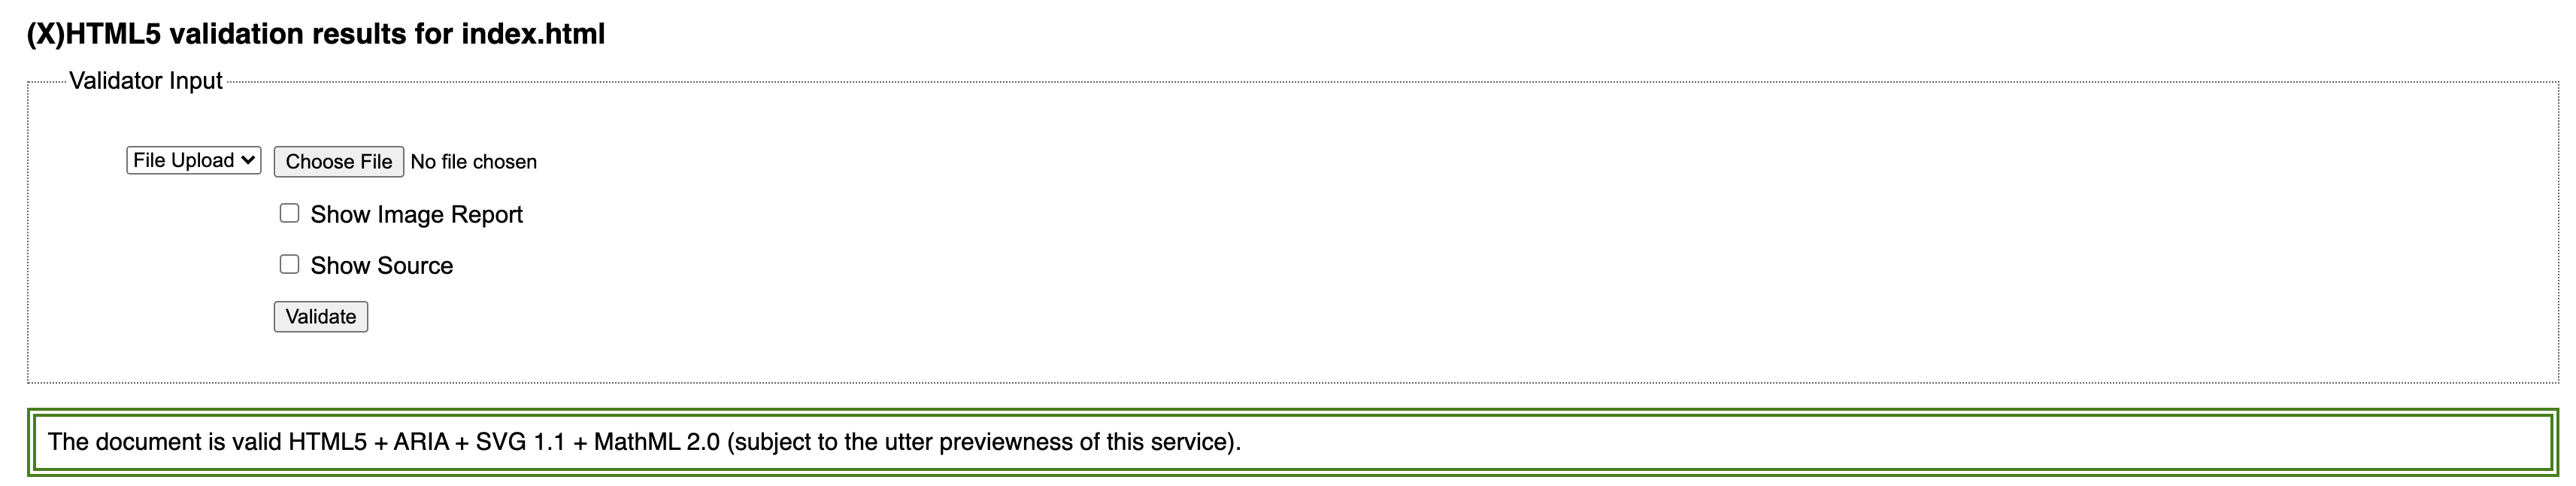 (X)HTML5 validation results for index.html
Validator Input
File Upload Choose File No file chosen
Show Image Report
Show Source
Validate
The document is valid HTML5 + ARIA + SVG 1.1 + MathML 2.0 (subject to the utter previewness of this service).